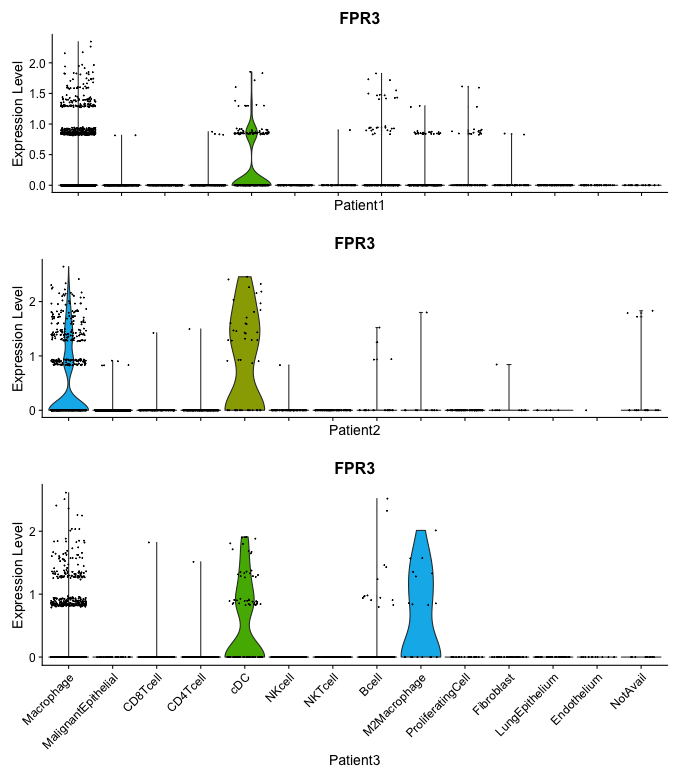 FPR3
Expression Level
2.0
1.5
1.0
0.5
0.0
Patient1
FPR3
Expression Level
2
1
0
Patient2
FPR3
Expression Level
2
1
0
Macrophage
MalignantEpithelial
CD8Tcell
CD4Tcell
cDC
NKcell
NKTcell
Bcell
M2Macrophage
ProliferatingCell
Fibroblast
LungEpithelium
Endothelium
NotAvail
Patient3